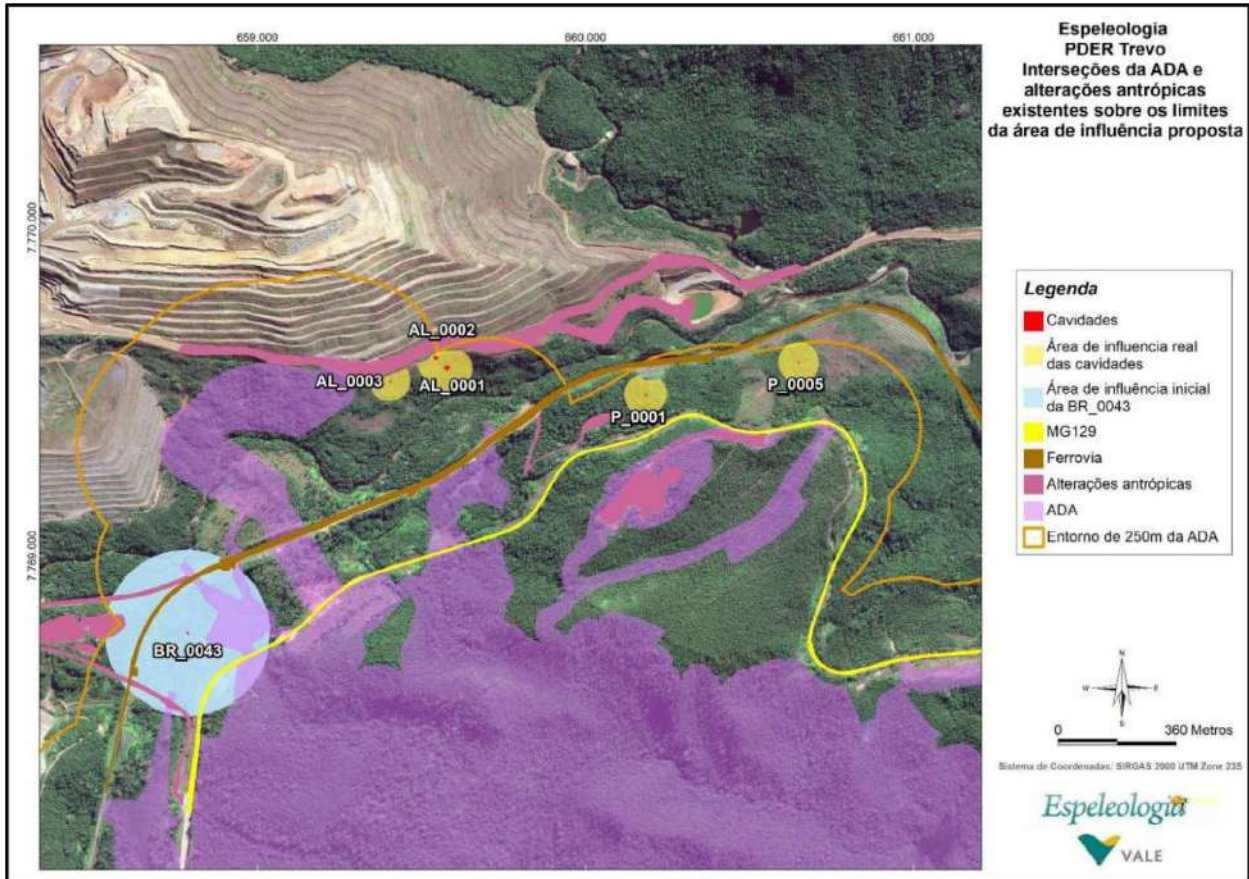 659.000
660.000
661.000
7.770.000
7.769.000
AL_0002
AL_0003
AL_0001
P_0001
P_0005
BR_0043
Espeleologia
PDER Trevo
Interseções da ADA e
alterações antrópicas
existentes sobre os limites
da área de influência proposta
Legenda
Cavidades
Área de influencia real
das cavidades
Área de influência inicial
da BR_0043
MG129
Ferrovia
Alterações antrópicas
ADA
Entorno de 250m da ADA
N
W
E
S
0
360 Metros
Sistema de Coordenadas: SIRGAS 2000 UTM Zone 23S
Espeleologia
VALE